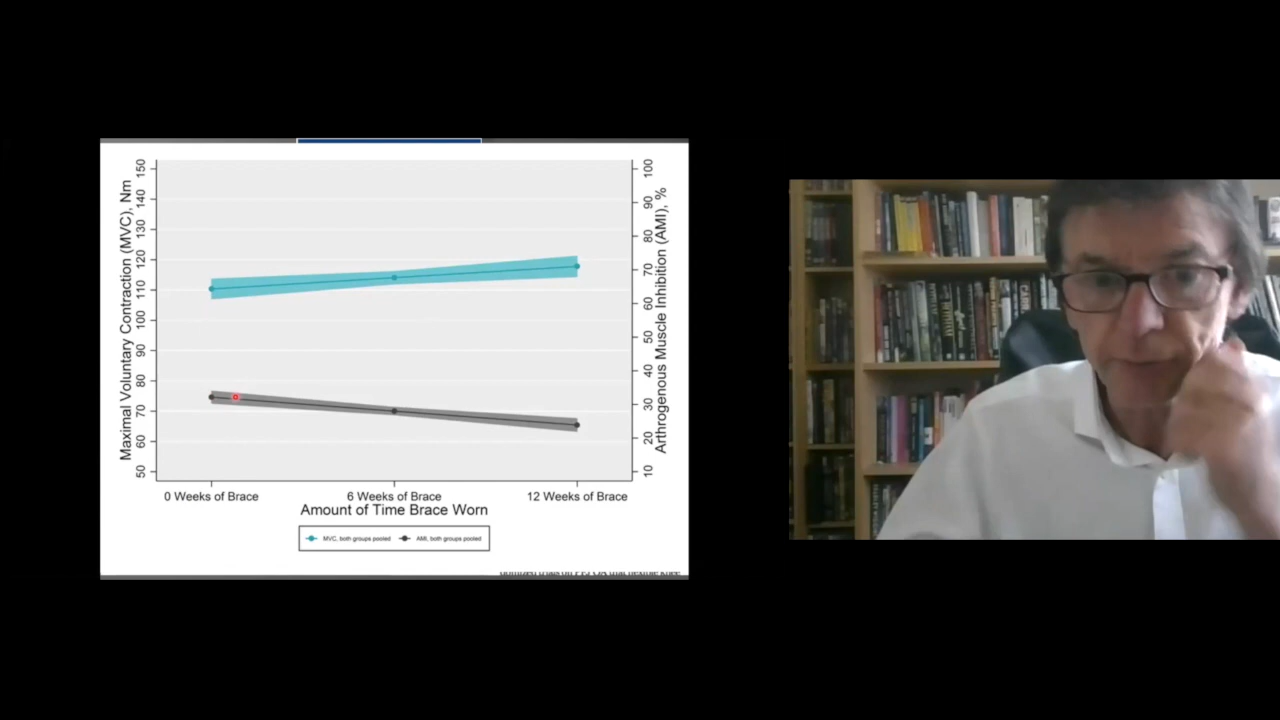 Maximal Voluntary Contraction (MVC), Nm
150
140
130
120
110
100
90
80
70
60
50
100
90
80
70
60
50
40
30
20
10
Arthrogenous Muscle Inhibition (AMI), %
0 Weeks of Brace
6 Weeks of Brace
12 Weeks of Brace
Amount of Time Brace Worn
MVC, both groups pooled
AMI, both groups pooled